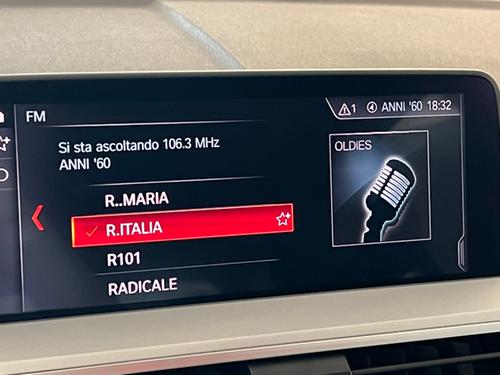 FM
1 4 ANNI '60 18:32
Si sta ascoltando 106.3 MHz
ANNI '60
OLDIES
R..MARIA
R.ITALIA
R101
RADICALE